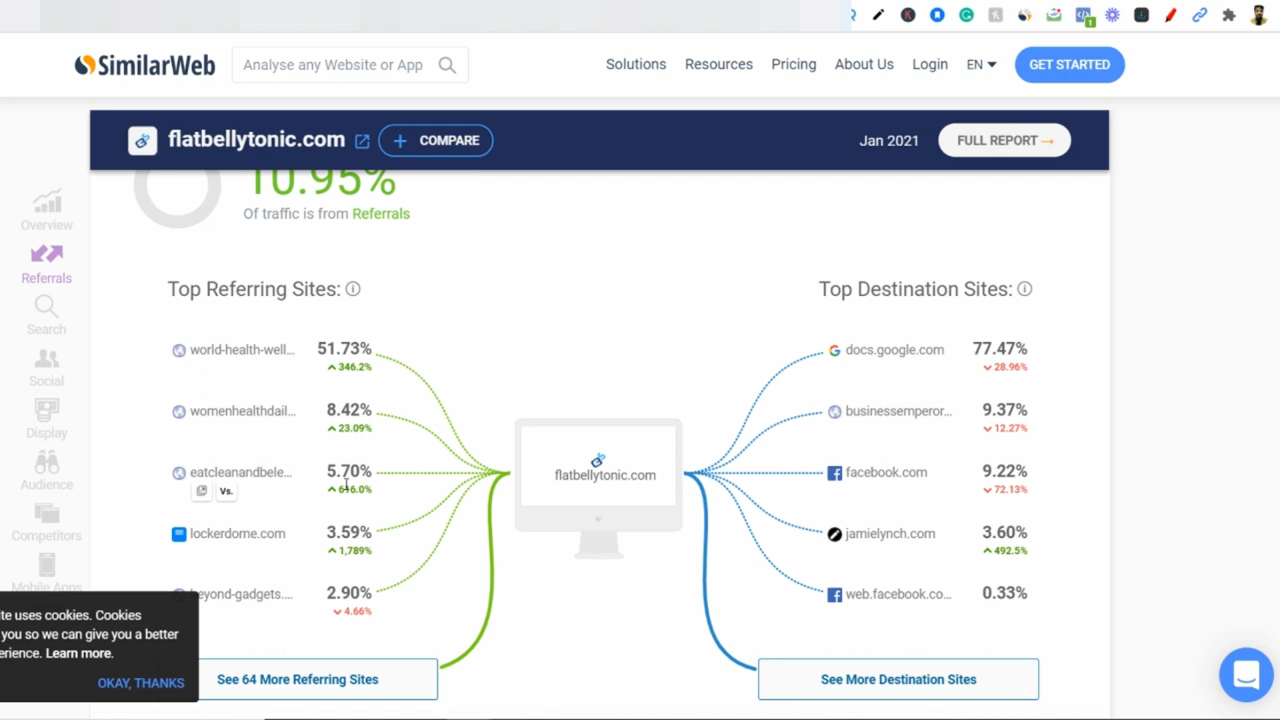 SimilarWeb
Analyse any Website or App
Solutions
Resources
Pricing
About Us
Login
EN
GET STARTED
flatbellytonic.com
+ COMPARE
Jan 2021
FULL REPORT →
10.95%
Of traffic is from Referrals
Overview
Referrals
Search
Social
Display
Audience
Competitors
Mobile Apps
Top Referring Sites:
world-health-well... 51.73%
346.2%
womenhealthdail... 8.42%
23.09%
eatcleanandbele... 5.70%
Vs.
lockerdome.com 3.59%
1,789%
beyond-gadgets.... 2.90%
4.66%
See 64 More Referring Sites
flatbellytonic.com
Top Destination Sites:
docs.google.com 77.47%
28.96%
businessemperor... 9.37%
12.27%
facebook.com 9.22%
72.13%
jamielynch.com 3.60%
492.5%
web.facebook.co... 0.33%
See More Destination Sites
uses cookies. Cookies
you so we can give you a better
Learn more.
OKAY, THANKS